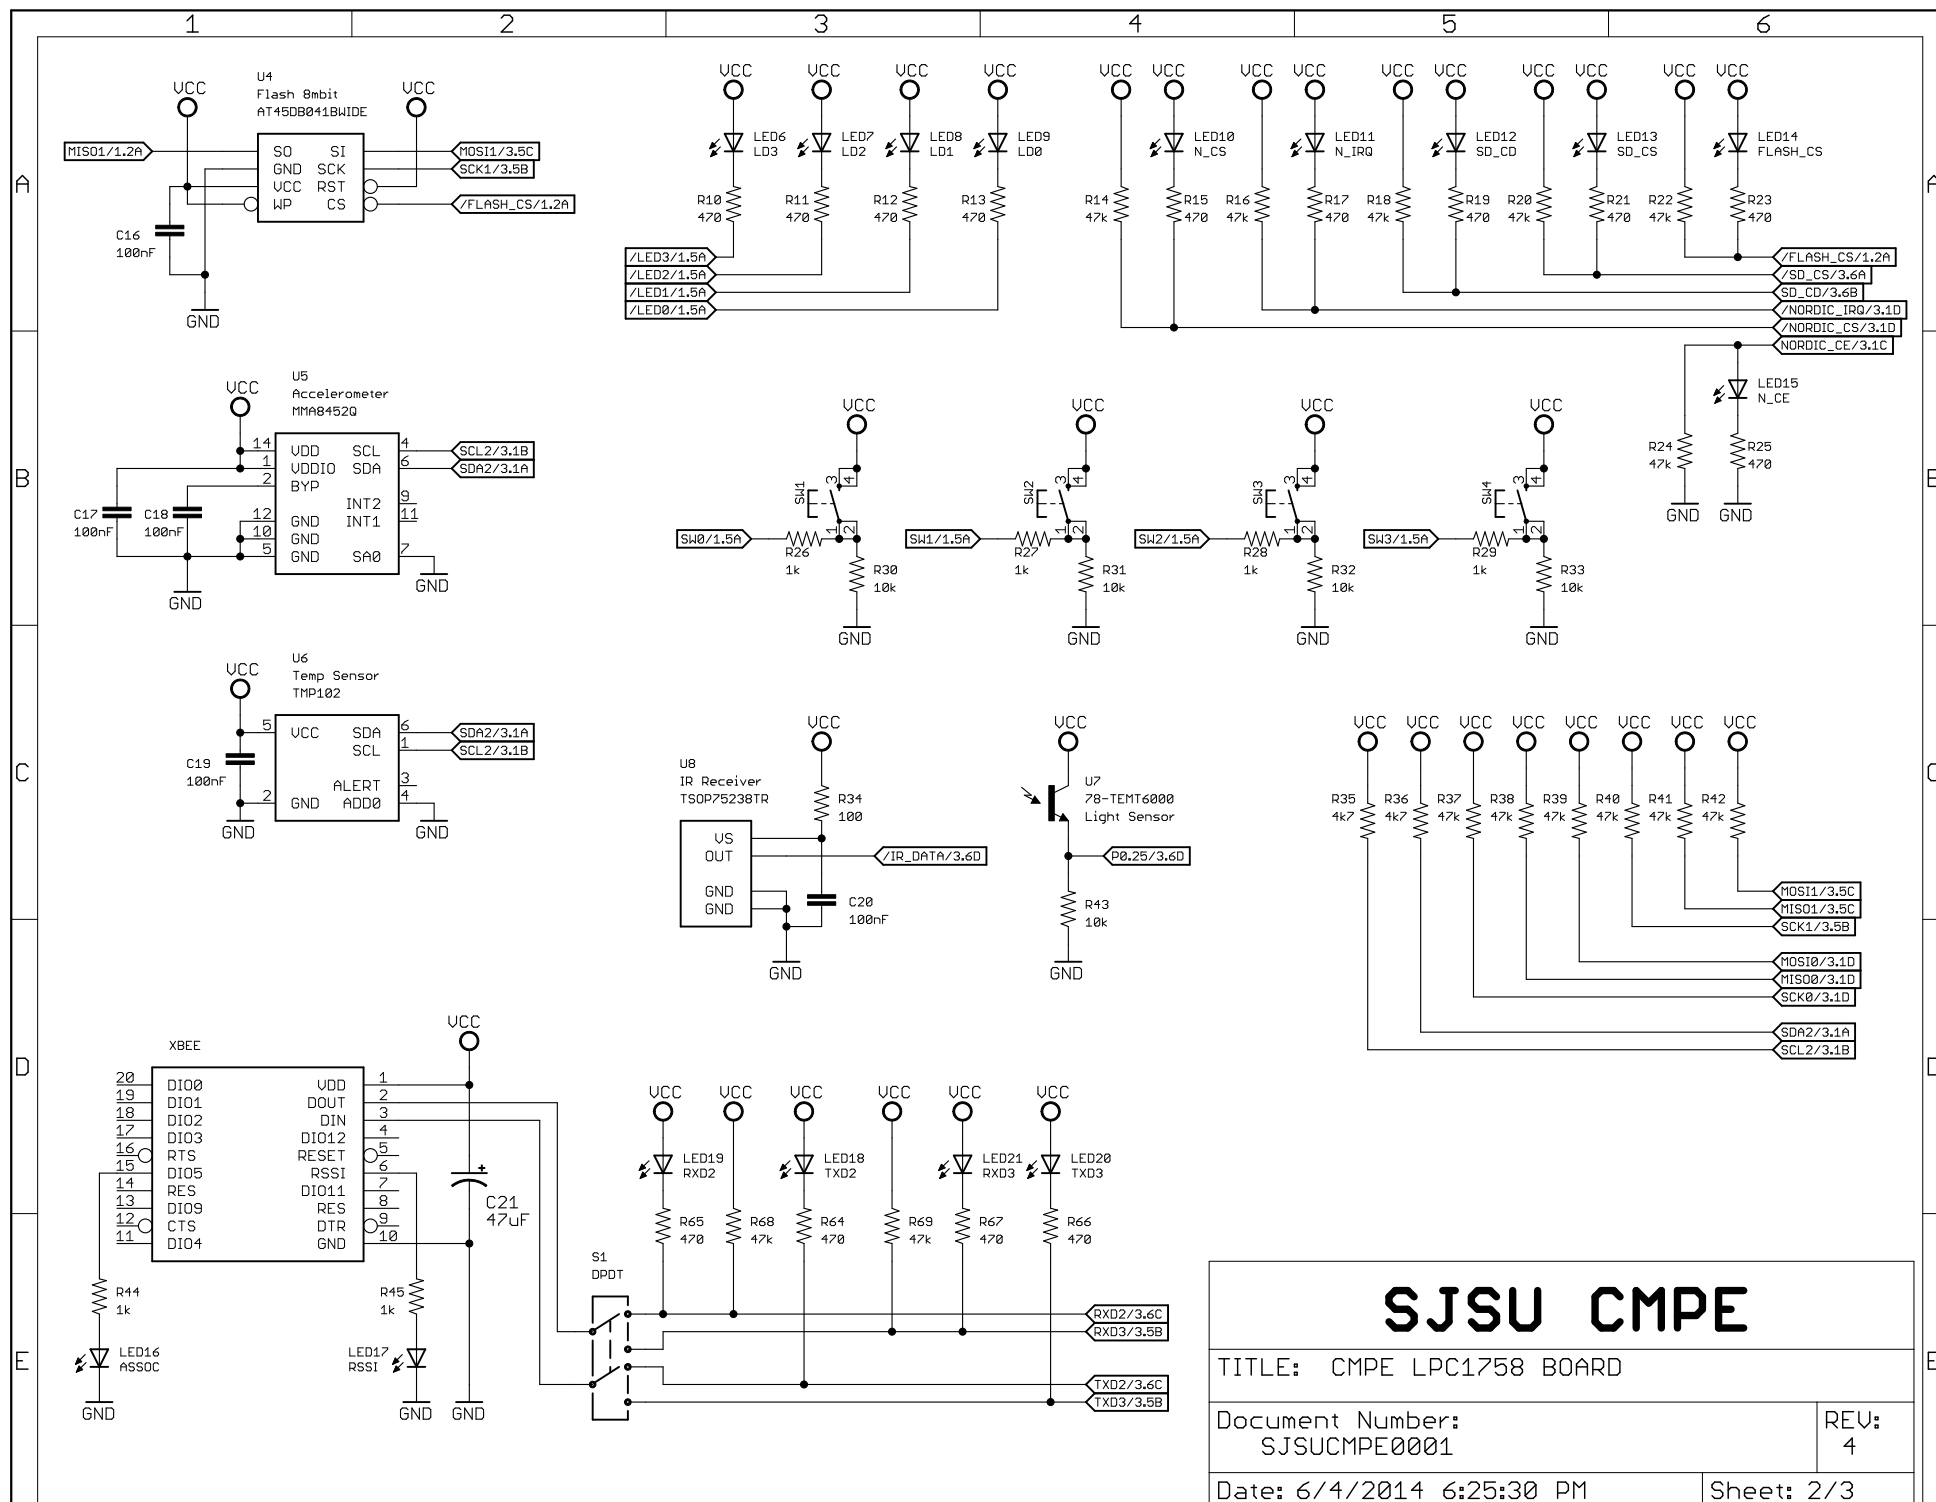 1 2 3 4 5 6
A
B
C
D
E
U4
Flash 8mbit
AT45DB041BWIDE
VCC
VCC
MISO1/1.2A
SO SI
GND SCK
VCC RST
WP CS
MOSI1/3.5C
SCK1/3.5B
/FLASH_CS/1.2A
C16
100nF
GND
VCC VCC VCC VCC
LED6
LD3
LED7
LD2
LED8
LD1
LED9
LD0
R10
470
R11
470
R12
470
R13
470
/LED3/1.5A
/LED2/1.5A
/LED1/1.5A
/LED0/1.5A
VCC VCC VCC VCC VCC VCC VCC VCC VCC VCC
LED10
N_CS
LED11
N_IRQ
LED12
SD_CD
LED13
SD_CS
LED14
FLASH_CS
R14
47k
R15
470
R16
47k
R17
470
R18
47k
R19
470
R20
47k
R21
470
R22
47k
R23
470
/FLASH_CS/1.2A
/SD_CS/3.6A
SD_CD/3.6B
/NORDIC_IRQ/3.1D
/NORDIC_CS/3.1D
NORDIC_CE/3.1C
LED15
N_CE
R24
47k
R25
470
GND GND
U5
Accelerometer
MMA8452Q
VCC
14 VDD SCL 4
1 VDDIO SDA 6
2 BYP
INT2 9
12 GND INT1 11
10 GND
5 GND SA0 7
SCL2/3.1B
SDA2/3.1A
C17
100nF
C18
100nF
GND
GND
VCC VCC VCC VCC
SW1
3 4
1 2
SW2
3 4
1 2
SW3
3 4
1 2
SW4
3 4
1 2
SW0/1.5A
SW1/1.5A
SW2/1.5A
SW3/1.5A
R26
1k
R27
1k
R28
1k
R29
1k
R30
10k
R31
10k
R32
10k
R33
10k
GND GND GND GND
U6
Temp Sensor
TMP102
VCC
5 VCC SDA 6
SCL 1
ALERT 3
2 GND ADD0 4
SDA2/3.1A
SCL2/3.1B
C19
100nF
GND
GND
U8
IR Receiver
TSOP75238TR
VCC
R34
100
VS
OUT
GND
GND
/IR_DATA/3.6D
C20
100nF
GND
VCC
U7
78-TEMT6000
Light Sensor
P0.25/3.6D
R43
10k
GND
VCC VCC VCC VCC VCC VCC VCC VCC
R35
4k7
R36
4k7
R37
47k
R38
47k
R39
47k
R40
47k
R41
47k
R42
47k
MOSI1/3.5C
MISO1/3.5C
SCK1/3.5B
MOSI0/3.1D
MISO0/3.1D
SCK0/3.1D
SDA2/3.1A
SCL2/3.1B
XBEE
VCC
20 DIO0 VDD 1
19 DIO1 DOUT 2
18 DIO2 DIN 3
17 DIO3 DIO12 4
16 RTS RESET 5
15 DIO5 RSSI 6
14 RES DIO11 7
13 DIO9 RES 8
12 CTS DTR 9
11 DIO4 GND 10
+
C21
47uF
R44
1k
R45
1k
LED16
ASSOC
LED17
RSSI
GND GND GND
VCC VCC VCC VCC VCC VCC
LED19
RXD2
LED18
TXD2
LED21
RXD3
LED20
TXD3
R65
470
R68
47k
R64
470
R69
47k
R67
470
R66
470
S1
DPDT
RXD2/3.6C
RXD3/3.5B
TXD2/3.6C
TXD3/3.5B
SJSU CMPE
TITLE: CMPE LPC1758 BOARD
Document Number:
SJSUCMPE0001
REV:
4
Date: 6/4/2014 6:25:30 PM
Sheet: 2/3
A